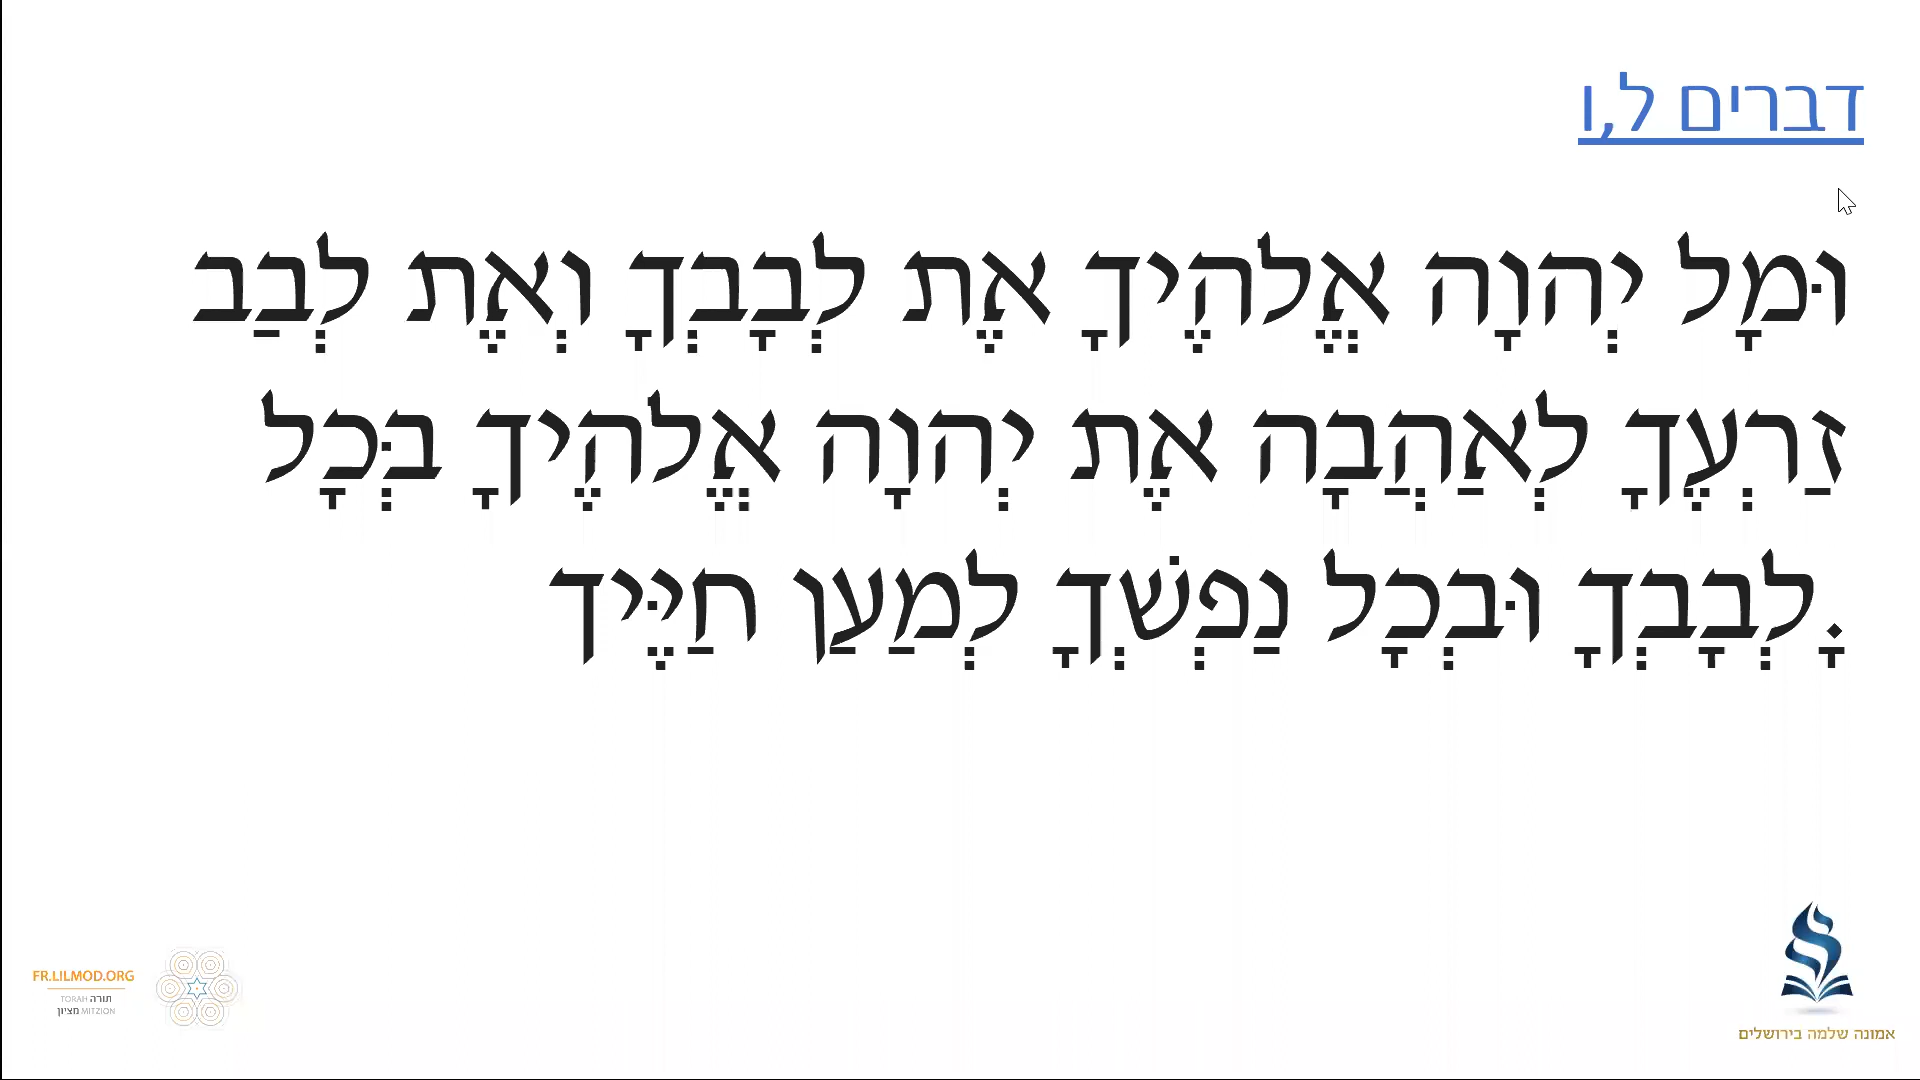 דברים ל,ו
וּמָל יְהוָה אֱלֹהֶיךָ אֶת לְבָבְךָ וְאֶת לְבַב
זַרְעֶךָ לְאַהֲבָה אֶת יְהוָה אֱלֹהֶיךָ בְּכָל
.ָלְבָבְךָ וּבְכָל נַפְשְׁךָ לְמַעַן חַיֶּיך
FR.LILMOD.ORG
TORAH תורה
מציון MITZION
אמונה שלמה בירושלים